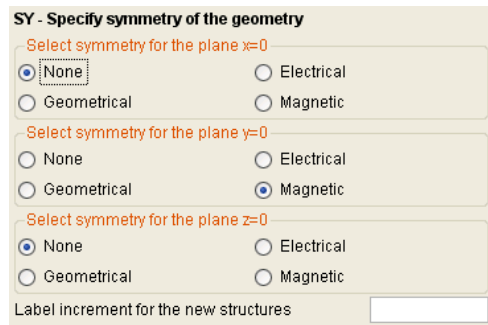 SY - Specify symmetry of the geometry
Select symmetry for the plane x=0
None Electrical
Geometrical Magnetic
Select symmetry for the plane y=0
None Electrical
Geometrical Magnetic
Select symmetry for the plane z=0
None Electrical
Geometrical Magnetic
Label increment for the new structures